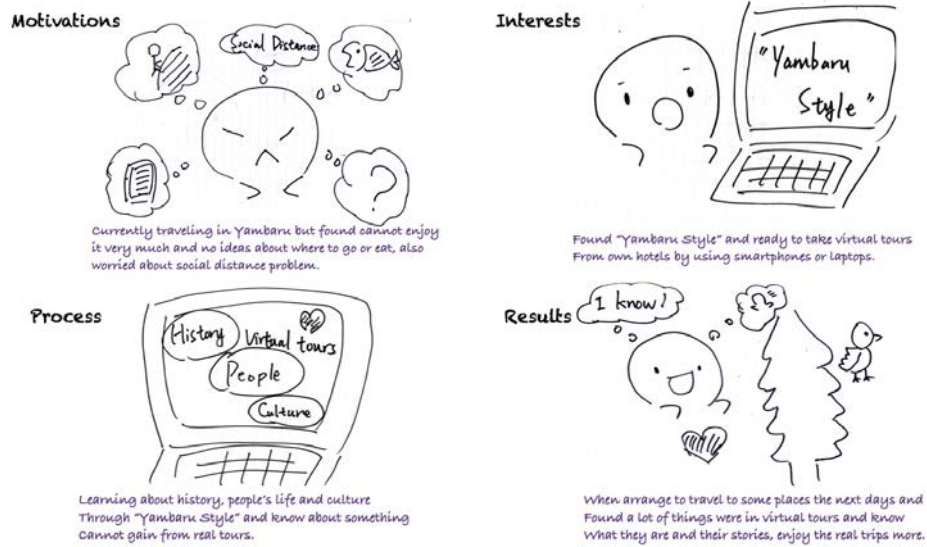 Motivations
Social Distance
?
Currently traveling in Yambaru but found cannot enjoy
it very much and no ideas about where to go or eat, also
worried about social distance problem.
Interests
"Yambaru
Style"
Found "Yambaru Style" and ready to take virtual tours
From own hotels by using smartphones or laptops.
Process
History
Virtual tours
People
Culture
Learning about history, people's life and culture
Through "Yambaru Style" and know about something
Cannot gain from real tours.
Results
I know!
When arrange to travel to some places the next days and
Found a lot of things were in virtual tours and know
What they are and their stories, enjoy the real trips more.